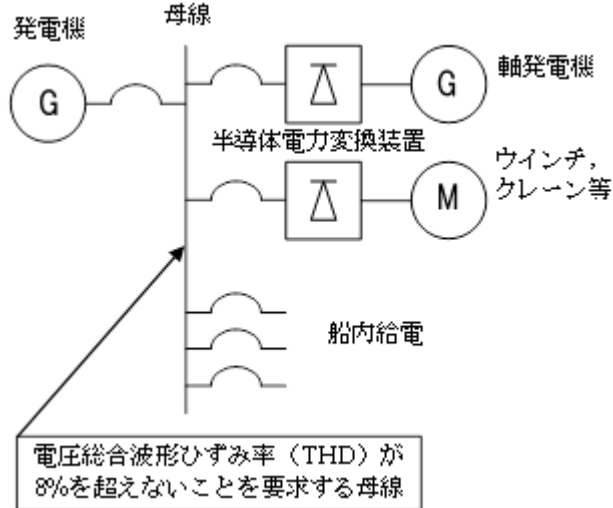 発電機
母線
G
G
軸発電機
半導体電力変換装置
M
ウインチ,
クレーン等
船内給電
電圧総合波形ひずみ率（THD）が
8%を超えないことを要求する母線